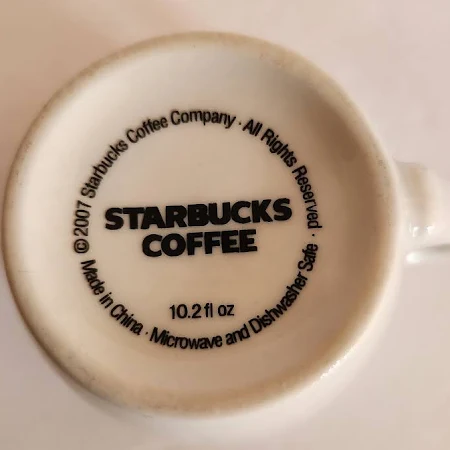 ©2007 Starbucks Coffee Company · All Rights Reserved ·
STARBUCKS
COFFEE
10.2 fl oz
Made in China · Microwave and Dishwasher Safe ·